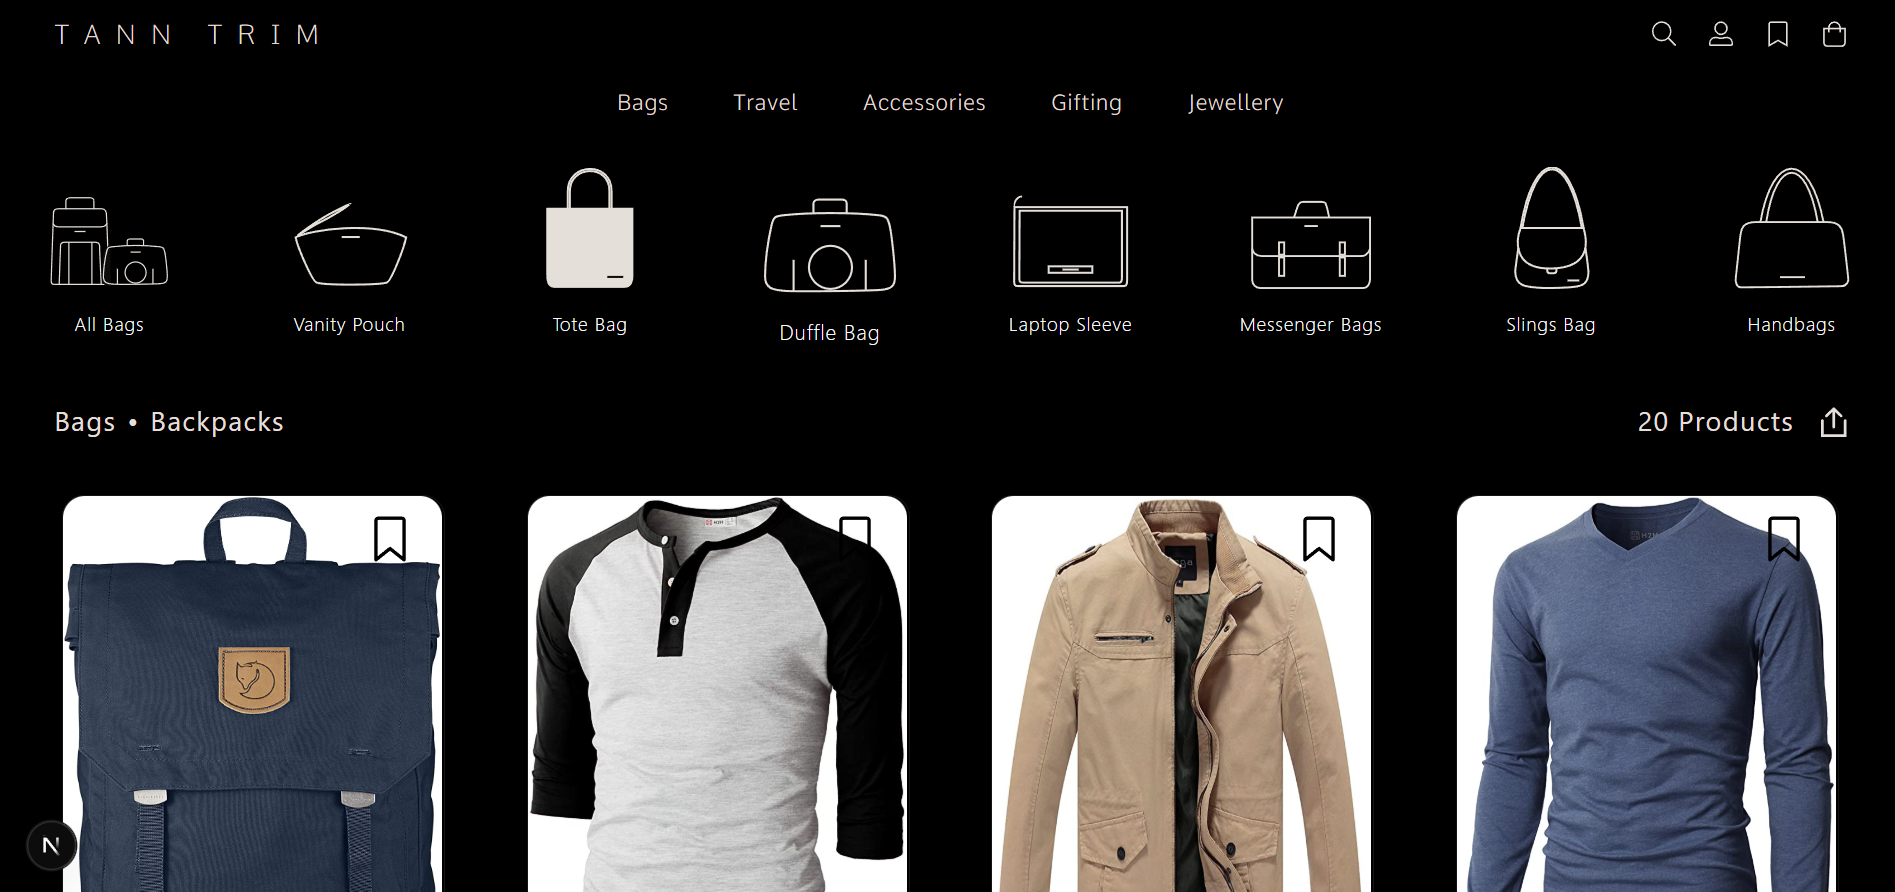 TANN TRIM
Bags Travel Accessories Gifting Jewellery
All Bags Vanity Pouch Tote Bag Duffle Bag Laptop Sleeve Messenger Bags Slings Bag Handbags
Bags • Backpacks
20 Products
N